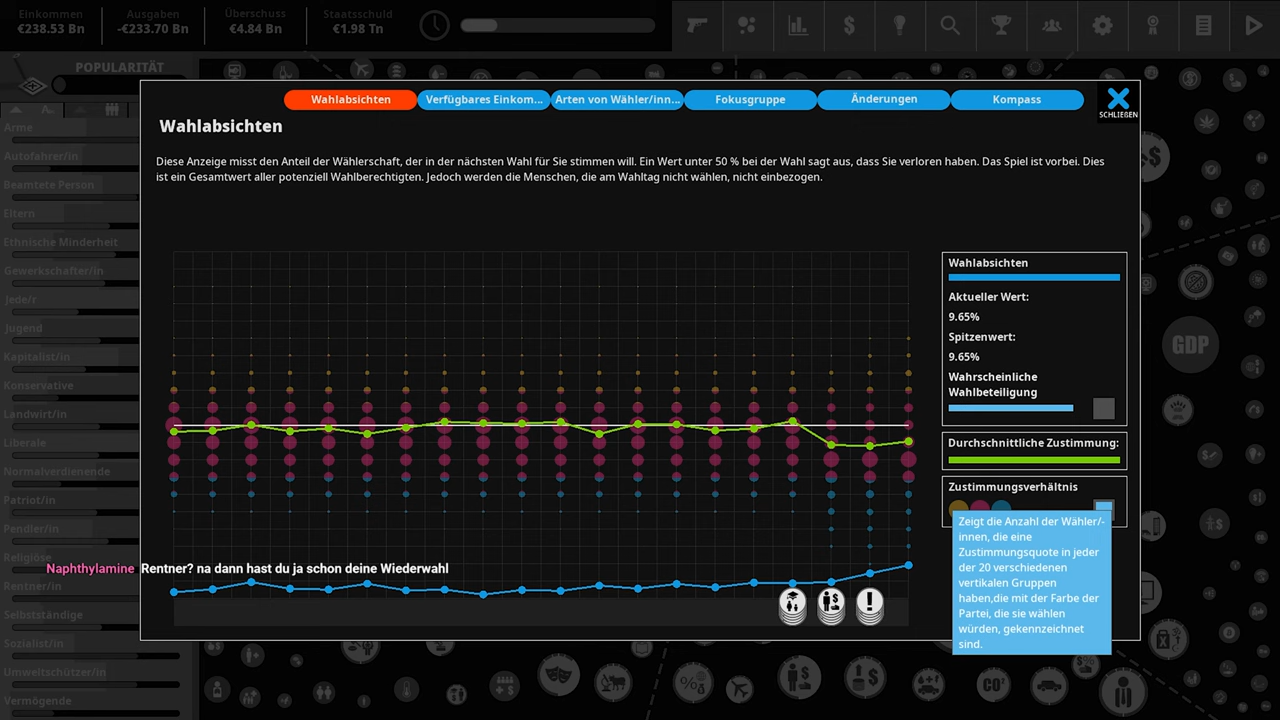 Einkommen
€238.53 Bn
Ausgaben
-€233.70 Bn
Überschuss
€4.84 Bn
Staatsschuld
€1.98 Tn
POPULARITÄT
Arme
Autofahrer/in
Beamtete Person
Eltern
Ethnische Minderheit
Gewerkschafter/in
Jede/r
Jugend
Kapitalist/in
Konservative
Landwirt/in
Liberale
Normalverdienende
Patriot/in
Pendler/in
Religiöse
Rentner/in
Selbstständige
Sozialist/in
Umweltschützer/in
Vermögende
Wahlabsichten
Verfügbares Einkom...
Arten von Wähler/inn...
Fokusgruppe
Änderungen
Kompass
SCHLIEßEN
Wahlabsichten
Diese Anzeige misst den Anteil der Wählerschaft, der in der nächsten Wahl für Sie stimmen will. Ein Wert unter 50 % bei der Wahl sagt aus, dass Sie verloren haben. Das Spiel ist vorbei. Dies
ist ein Gesamtwert aller potenziell Wahlberechtigten. Jedoch werden die Menschen, die am Wahltag nicht wählen, nicht einbezogen.
Wahlabsichten
Aktueller Wert:
9.65%
Spitzenwert:
9.65%
Wahrscheinliche
Wahlbeteiligung
Durchschnittliche Zustimmung:
Zustimmungsverhältnis
Zeigt die Anzahl der Wähler/-
innen, die eine
Zustimmungsquote in jeder
der 20 verschiedenen
vertikalen Gruppen
haben,die mit der Farbe der
Partei, die sie wählen
würden, gekennzeichnet
sind.
Naphthylamine Rentner? na dann hast du ja schon deine Wiederwahl
GDP
CO²